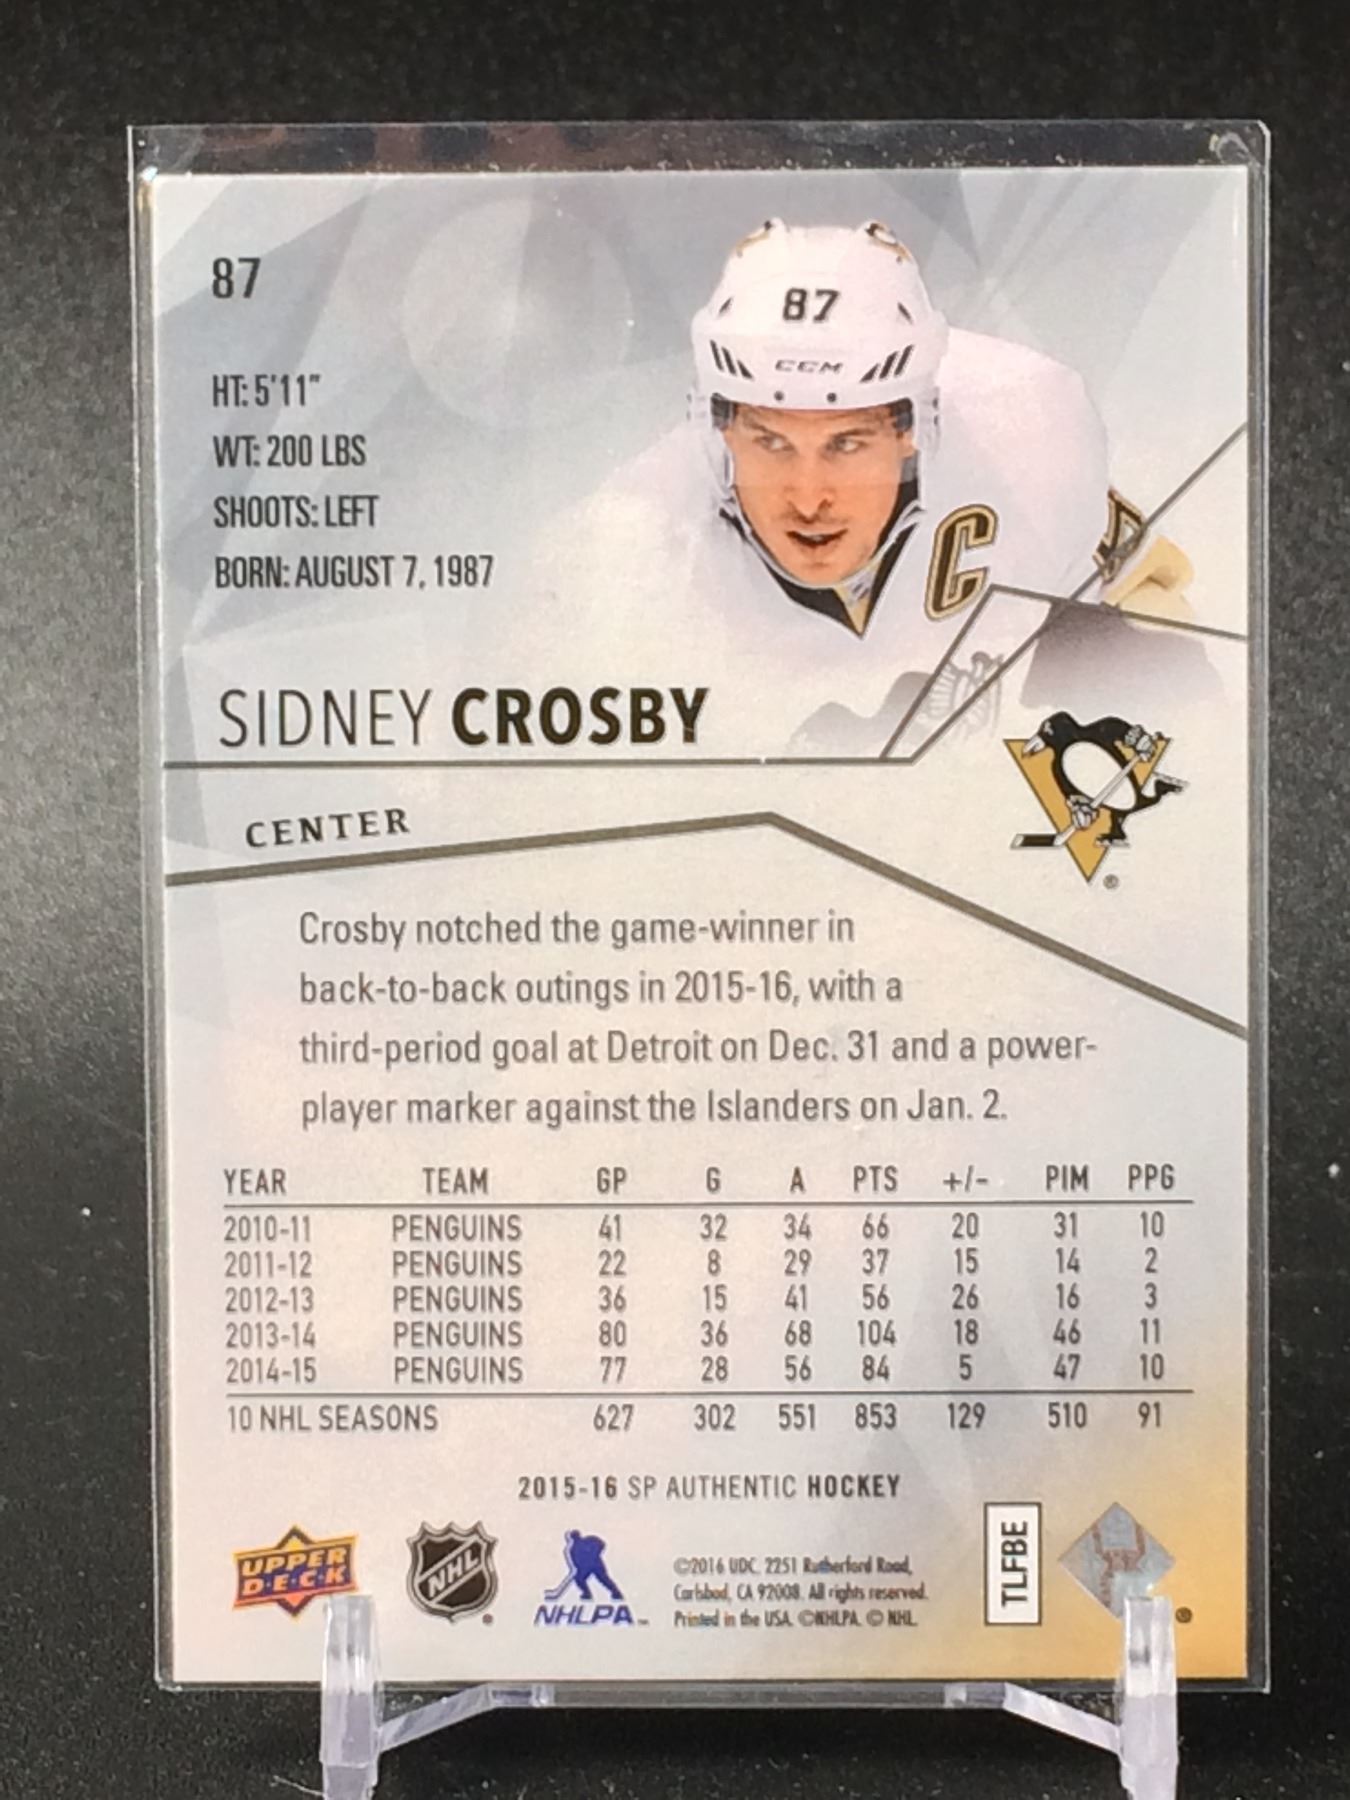 87
87
CCM
HT: 5'11"
WT: 200 LBS
SHOOTS: LEFT
BORN: AUGUST 7, 1987
C
SIDNEY CROSBY
CENTER
Crosby notched the game-winner in
back-to-back outings in 2015-16, with a
third-period goal at Detroit on Dec. 31 and a power-
player marker against the Islanders on Jan. 2.
YEAR TEAM GP G A PTS +/- PIM PPG
2010-11 PENGUINS 41 32 34 66 20 31 10
2011-12 PENGUINS 22 8 29 37 15 14 2
2012-13 PENGUINS 36 15 41 56 26 16 3
2013-14 PENGUINS 80 36 68 104 18 46 11
2014-15 PENGUINS 77 28 56 84 5 47 10
10 NHL SEASONS 627 302 551 853 129 510 91
2015-16 SP AUTHENTIC HOCKEY
UPPER
DECK
NHL
NHLPA
©2016 UDC. 2251 Rutherford Road,
Carlsbad, CA 92008. All rights reserved.
Printed in the USA. ©NHLPA. © NHL.
TLFBE
®